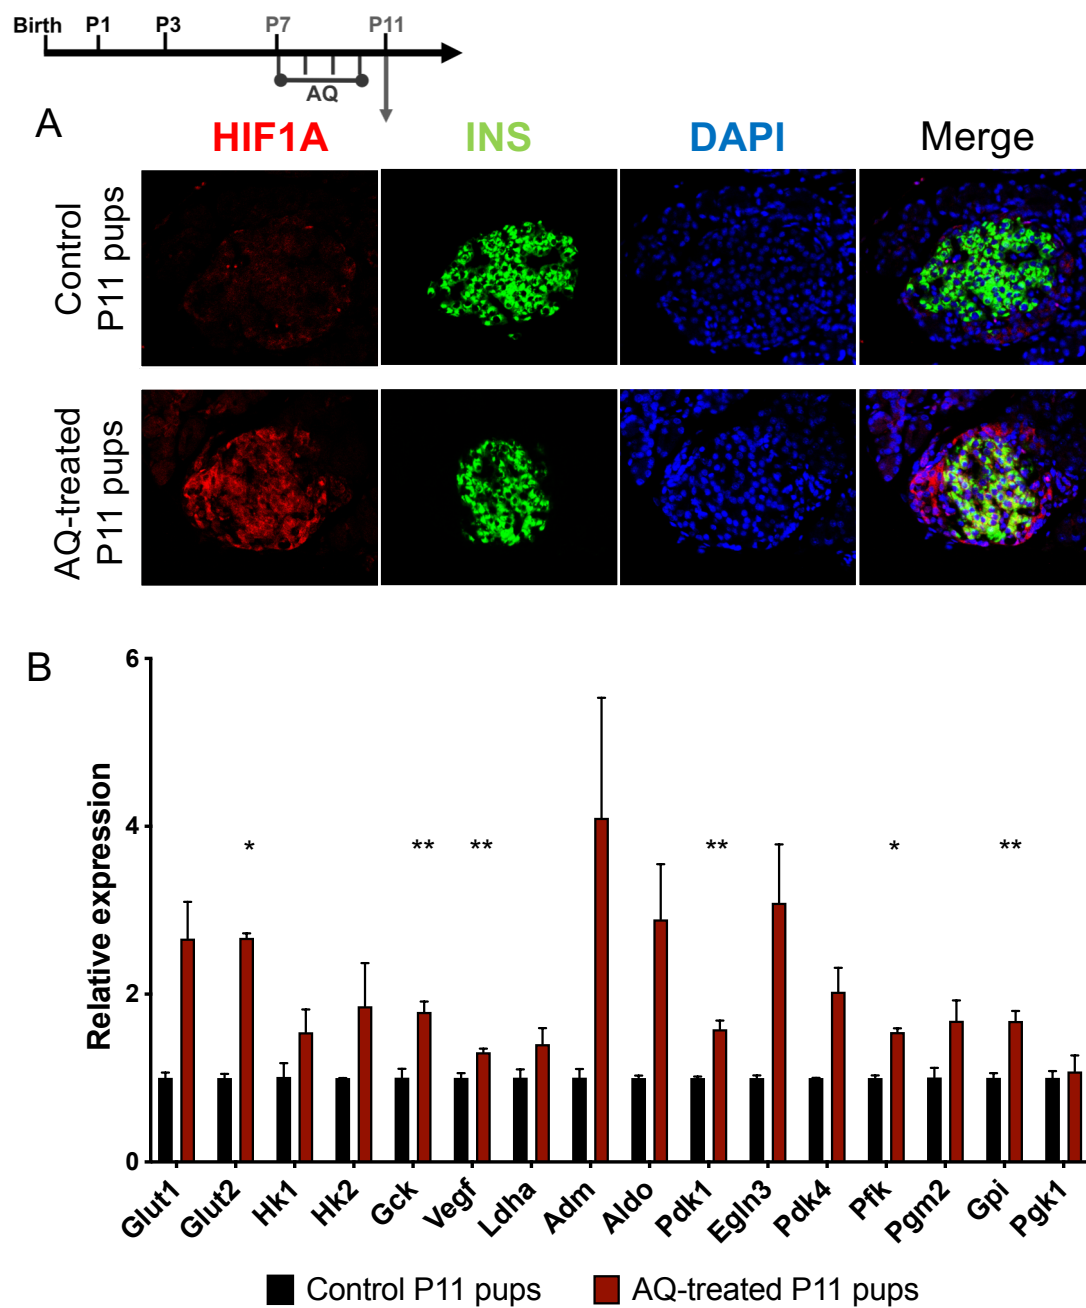 Birth P1 P3 P7 P11
AQ
A
HIF1A INS DAPI Merge
Control
P11 pups
AQ-treated
P11 pups
B
Relative expression
6
4
2
0
* ** ** ** * **
Glut1 Glut2 Hk1 Hk2 Gck Vegf Ldha Adm Aldo Pdk1 Egln3 Pdk4 Pfk Pgm2 Gpi Pgk1
Control P11 pups AQ-treated P11 pups